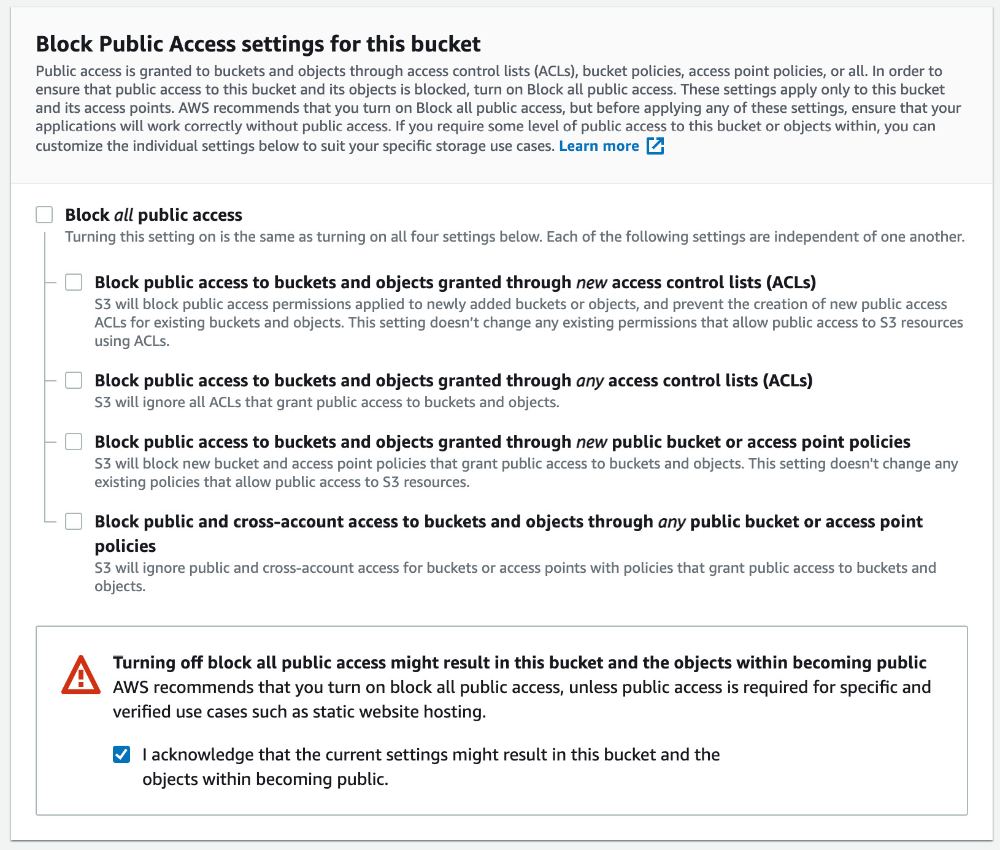 Block Public Access settings for this bucket
Public access is granted to buckets and objects through access control lists (ACLs), bucket policies, access point policies, or all. In order to
ensure that public access to this bucket and its objects is blocked, turn on Block all public access. These settings apply only to this bucket
and its access points. AWS recommends that you turn on Block all public access, but before applying any of these settings, ensure that your
applications will work correctly without public access. If you require some level of public access to this bucket or objects within, you can
customize the individual settings below to suit your specific storage use cases. Learn more
Block all public access
Turning this setting on is the same as turning on all four settings below. Each of the following settings are independent of one another.
Block public access to buckets and objects granted through new access control lists (ACLs)
S3 will block public access permissions applied to newly added buckets or objects, and prevent the creation of new public access
ACLs for existing buckets and objects. This setting doesn’t change any existing permissions that allow public access to S3 resources
using ACLs.
Block public access to buckets and objects granted through any access control lists (ACLs)
S3 will ignore all ACLs that grant public access to buckets and objects.
Block public access to buckets and objects granted through new public bucket or access point policies
S3 will block new bucket and access point policies that grant public access to buckets and objects. This setting doesn't change any
existing policies that allow public access to S3 resources.
Block public and cross-account access to buckets and objects through any public bucket or access point
policies
S3 will ignore public and cross-account access for buckets or access points with policies that grant public access to buckets and
objects.
Turning off block all public access might result in this bucket and the objects within becoming public
AWS recommends that you turn on block all public access, unless public access is required for specific and
verified use cases such as static website hosting.
I acknowledge that the current settings might result in this bucket and the
objects within becoming public.